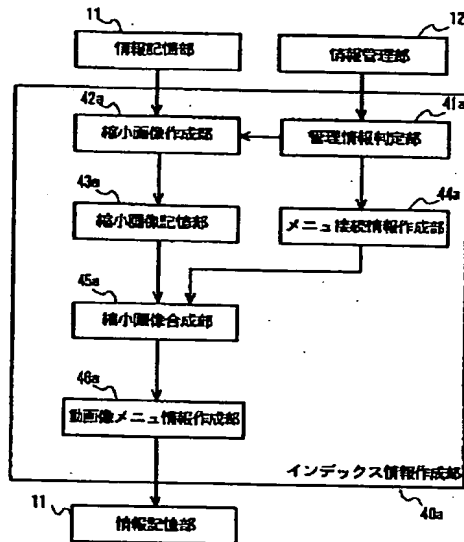 11
情報記憶部
12
情報管理部
42a
縮小画像作成部
41a
管理情報判定部
43a
縮小画像記憶部
44a
メニュ接続情報作成部
45a
縮小画像合成部
46a
動画像メニュ情報作成部
インデックス情報作成部
40a
11
情報記憶部